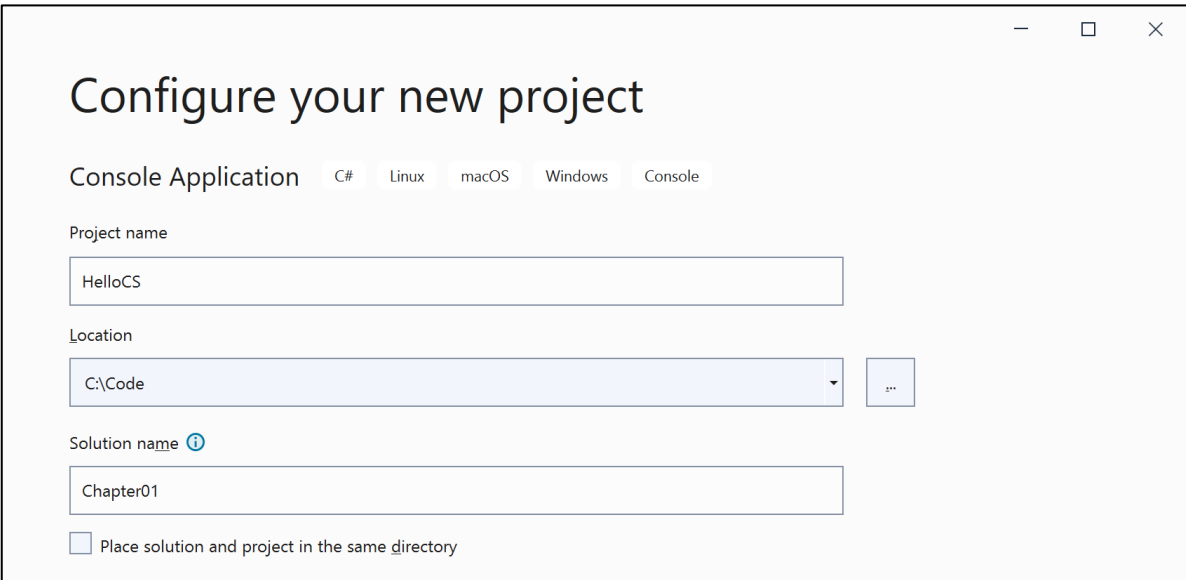 Configure your new project
Console Application C# Linux macOS Windows Console
Project name
HelloCS
Location
C:\Code
...
Solution name
Chapter01
Place solution and project in the same directory